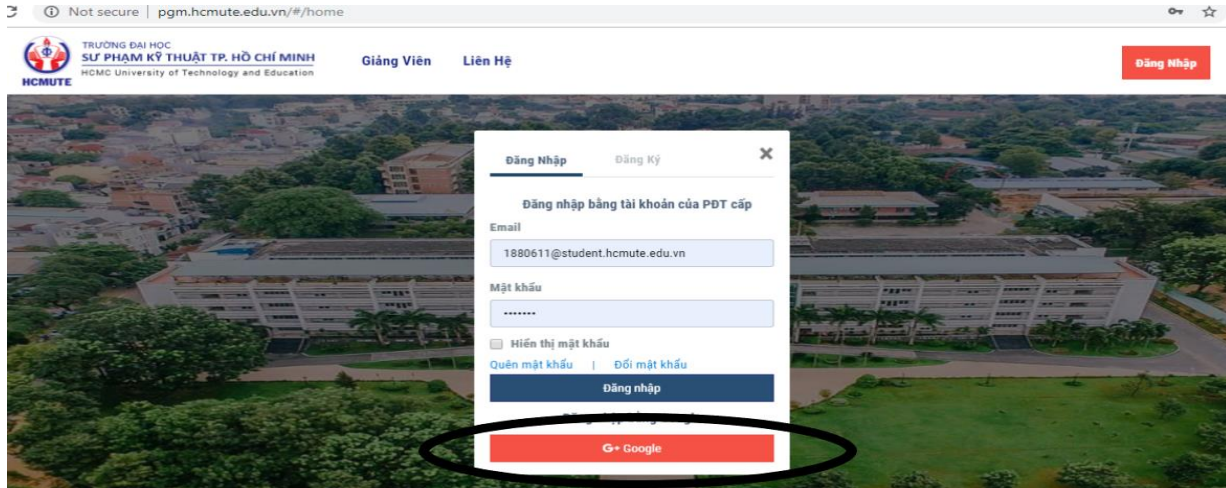 Not secure | pgm.hcmute.edu.vn/#/home
TRƯỜNG ĐẠI HỌC
SƯ PHẠM KỸ THUẬT TP. HỒ CHÍ MINH
HCMC University of Technology and Education
HCMUTE
Giảng Viên Liên Hệ
Đăng Nhập
Đăng Nhập Đăng Ký
Đăng nhập bằng tài khoản của PĐT cấp
Email
1880611@student.hcmute.edu.vn
Mật khẩu
Hiển thị mật khẩu
Quên mật khẩu | Đổi mật khẩu
Đăng nhập
G+ Google